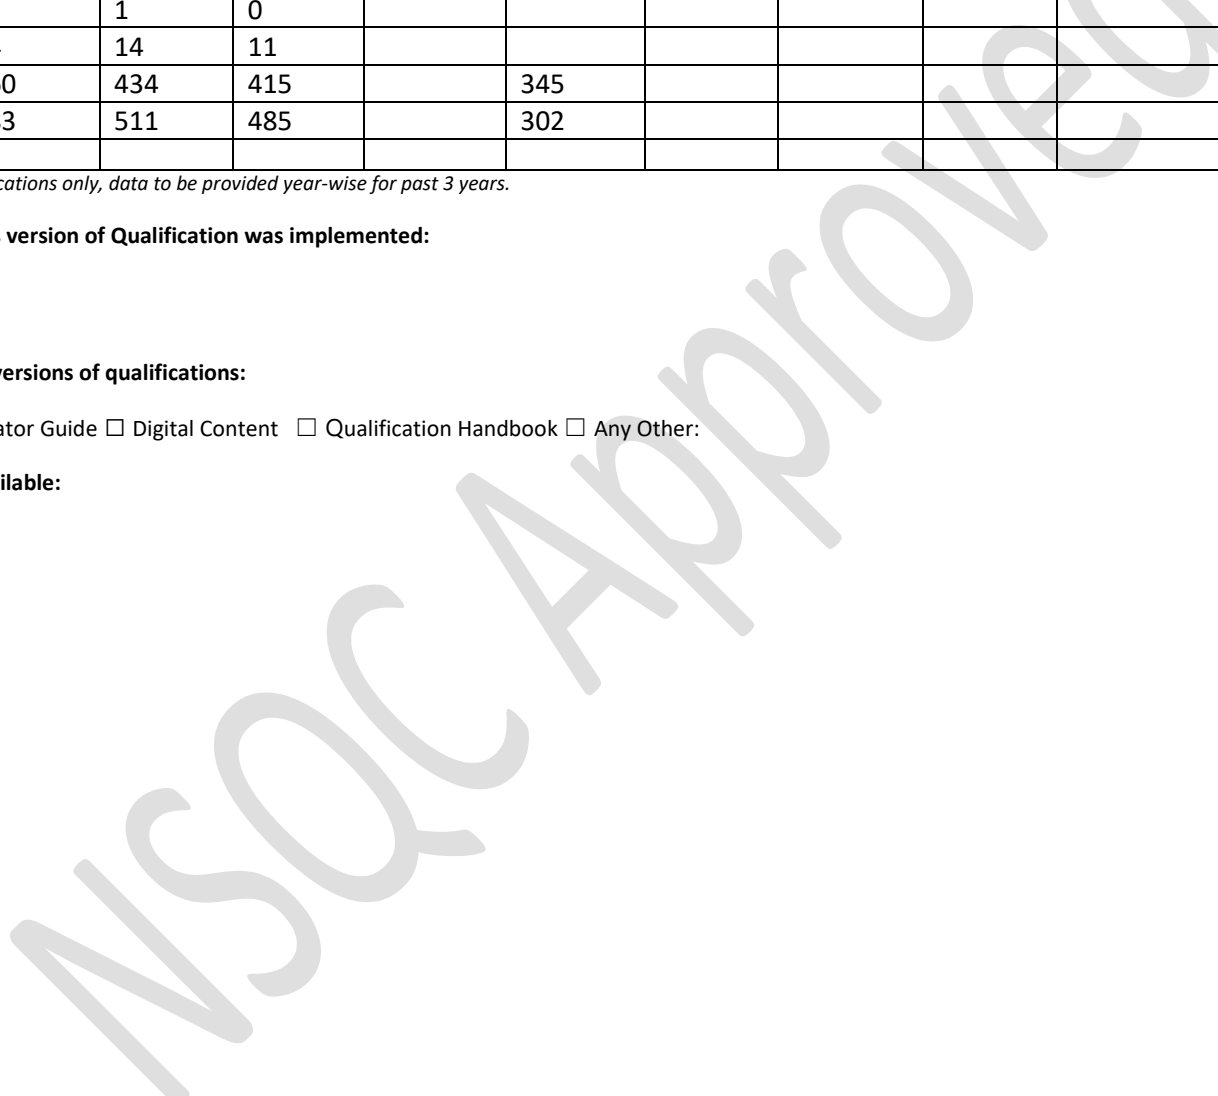 1 0
14 11
0 434 415 345
3 511 485 302
cations only, data to be provided year-wise for past 3 years.
version of Qualification was implemented:
versions of qualifications:
ator Guide ☐ Digital Content ☐ Qualification Handbook ☐ Any Other:
ilable:
NSQC Approved